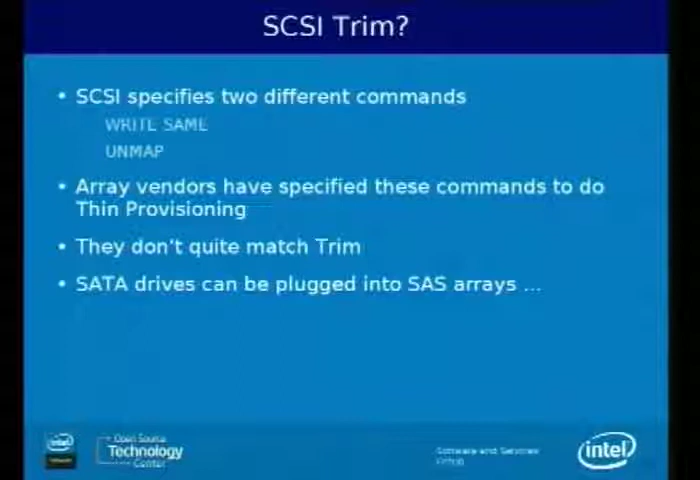 SCSI Trim?
• SCSI specifies two different commands
WRITE SAME
UNMAP
• Array vendors have specified these commands to do
Thin Provisioning
• They don't quite match Trim
• SATA drives can be plugged into SAS arrays ...
intel
Open Source
Technology
Center
Software and Services
Group
intel